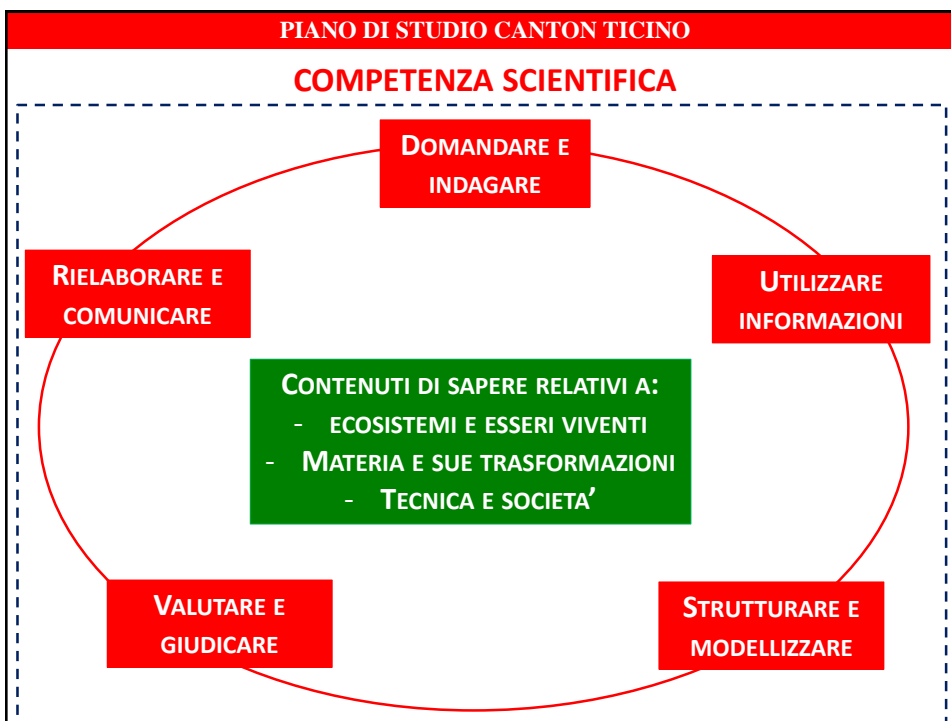 PIANO DI STUDIO CANTON TICINO
COMPETENZA SCIENTIFICA
DOMANDARE E
INDAGARE
RIELABORARE E
COMUNICARE
UTILIZZARE
INFORMAZIONI
CONTENUTI DI SAPERE RELATIVI A:
- ECOSISTEMI E ESSERI VIVENTI
- MATERIA E SUE TRASFORMAZIONI
- TECNICA E SOCIETA’
VALUTARE E
GIUDICARE
STRUTTURARE E
MODELLIZZARE